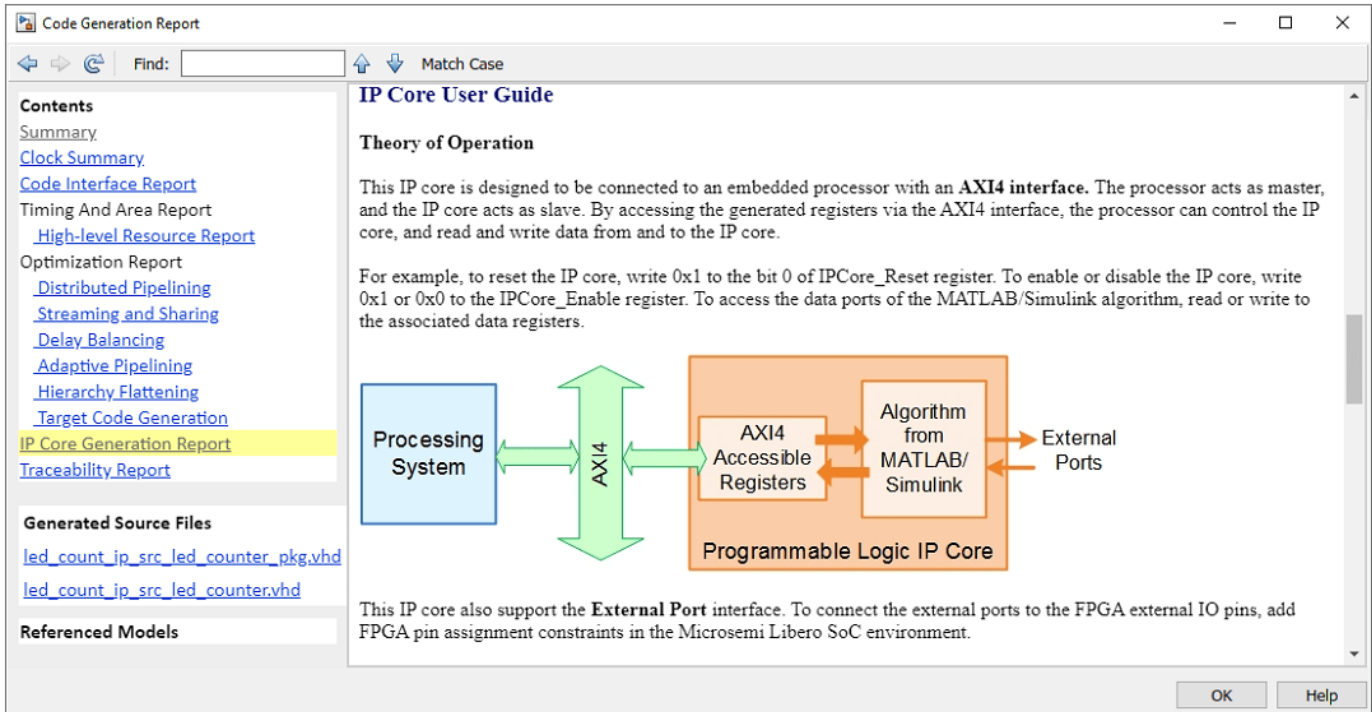 Code Generation Report
Find:
Match Case
Contents
Summary
Clock Summary
Code Interface Report
Timing And Area Report
High-level Resource Report
Optimization Report
Distributed Pipelining
Streaming and Sharing
Delay Balancing
Adaptive Pipelining
Hierarchy Flattening
Target Code Generation
IP Core Generation Report
Traceability Report
Generated Source Files
led_count_ip_src_led_counter_pkg.vhd
led_count_ip_src_led_counter.vhd
Referenced Models
IP Core User Guide
Theory of Operation
This IP core is designed to be connected to an embedded processor with an AXI4 interface. The processor acts as master,
and the IP core acts as slave. By accessing the generated registers via the AXI4 interface, the processor can control the IP
core, and read and write data from and to the IP core.
For example, to reset the IP core, write 0x1 to the bit 0 of IPCore_Reset register. To enable or disable the IP core, write
0x1 or 0x0 to the IPCore_Enable register. To access the data ports of the MATLAB/Simulink algorithm, read or write to
the associated data registers.
Processing
System
AXI4
AXI4
Accessible
Registers
Algorithm
from
MATLAB/
Simulink
External
Ports
Programmable Logic IP Core
This IP core also support the External Port interface. To connect the external ports to the FPGA external IO pins, add
FPGA pin assignment constraints in the Microsemi Libero SoC environment.
OK
Help